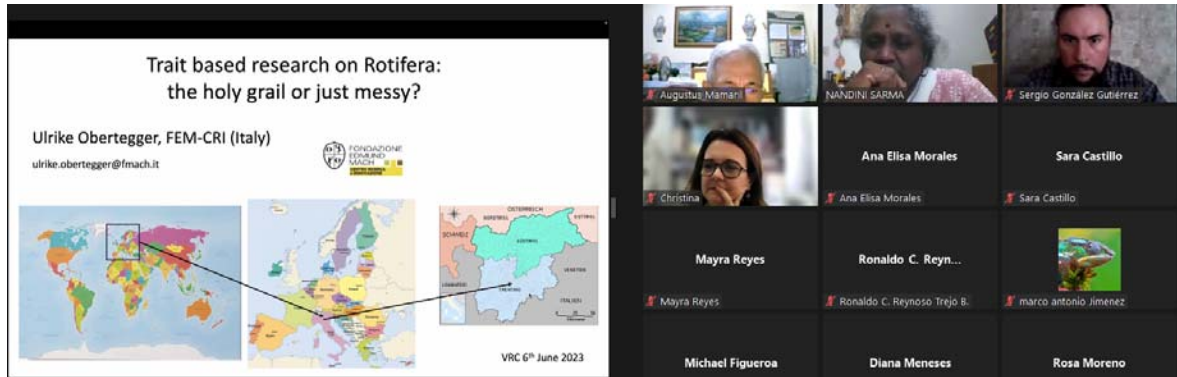 Trait based research on Rotifera:
the holy grail or just messy?
Ulrike Obertegger, FEM-CRI (Italy)
ulrike.obertegger@fmach.it
FONDAZIONE
EDMUND
MACH
VRC 6th June 2023
Augustus Mamaril
NANDINI SARMA
Sergio González Gutiérrez
Christina
Ana Elisa Morales
Ana Elisa Morales
Sara Castillo
Sara Castillo
Mayra Reyes
Mayra Reyes
Ronaldo C. Reyn...
Ronaldo C. Reynoso Trejo B.
marco antonio Jimenez
Michael Figueroa
Diana Meneses
Rosa Moreno